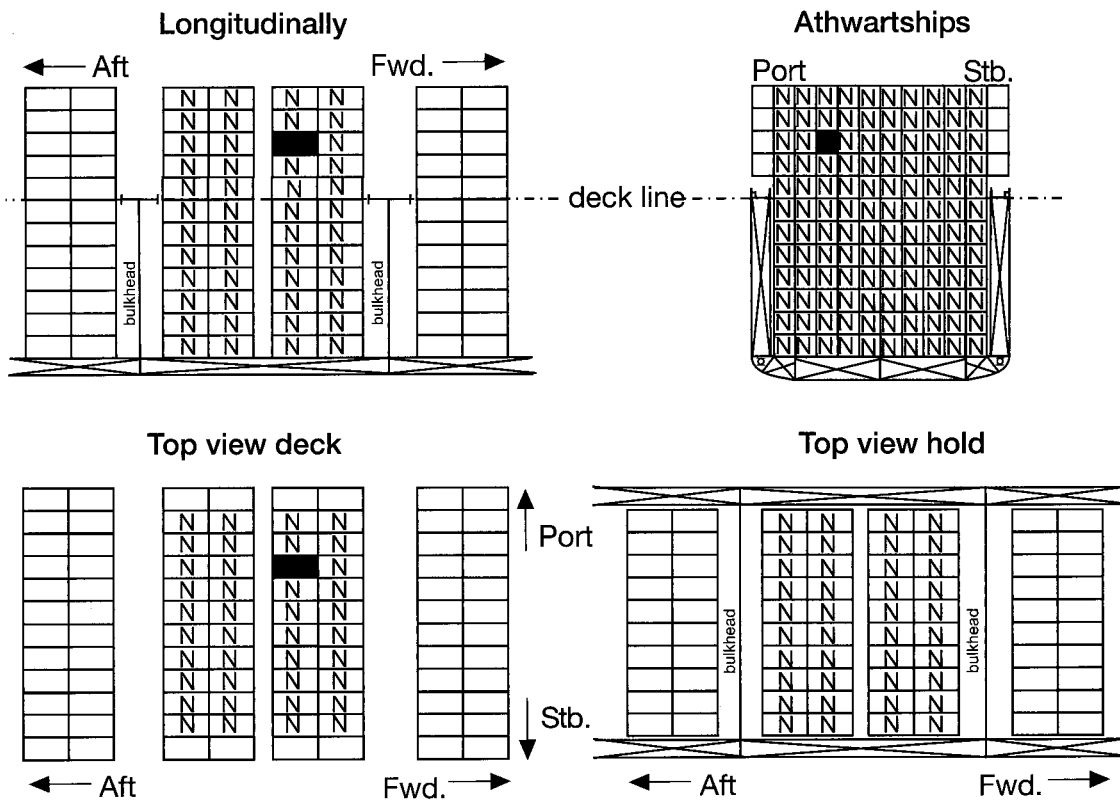 Longitudinally
Aft
Fwd.
N N N N
N N N N
N N N
N N N N
N N N N
N N N N
N N N N
N N N N
N N N N
N N N N
N N N N
N N N N
bulkhead
bulkhead
deck line
Athwartships
Port
Stb.
N N N N N N N N N N
N N N N N N N N N N
N N N N N N N N N
N N N N N N N N N N
N N N N N N N N N N
N N N N N N N N N N
N N N N N N N N N N
N N N N N N N N N N
N N N N N N N N N N
N N N N N N N N N N
N N N N N N N N N N
N N N N N N N N N N
Top view deck
N N N N
N N N N
N N N
N N N N
N N N N
N N N N
N N N N
N N N N
N N N N
N N N N
Port
Stb.
Aft
Fwd.
Top view hold
N N N N
N N N N
N N N N
N N N N
N N N N
N N N N
N N N N
N N N N
N N N N
N N N N
bulkhead
bulkhead
Aft
Fwd.